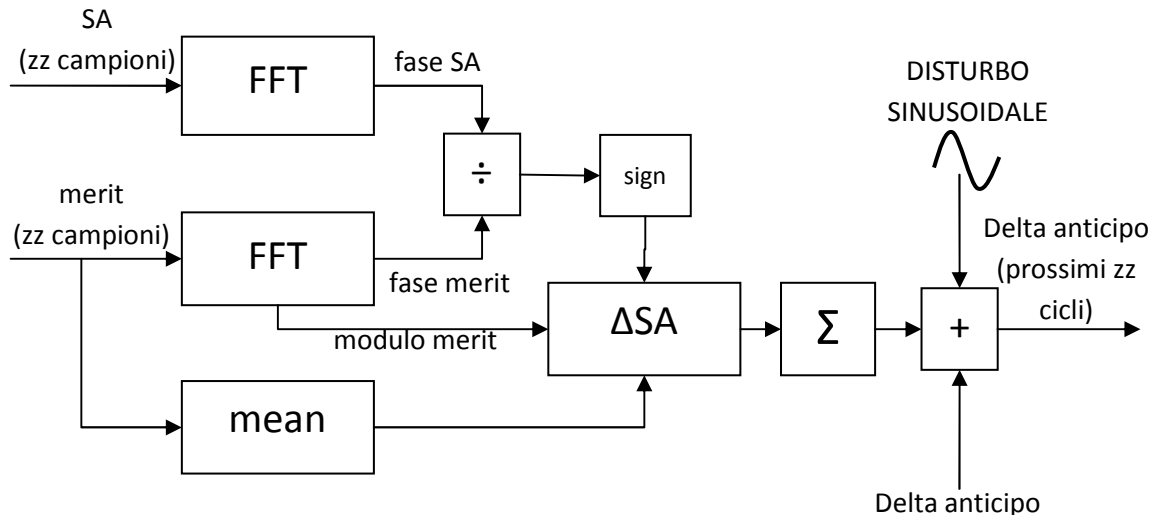 SA
(zz campioni)
FFT
fase SA
÷
sign
DISTURBO
SINUSOIDALE
merit
(zz campioni)
FFT
fase merit
modulo merit
mean
ΔSA
Σ
+
Delta anticipo
(prossimi zz
cicli)
Delta anticipo